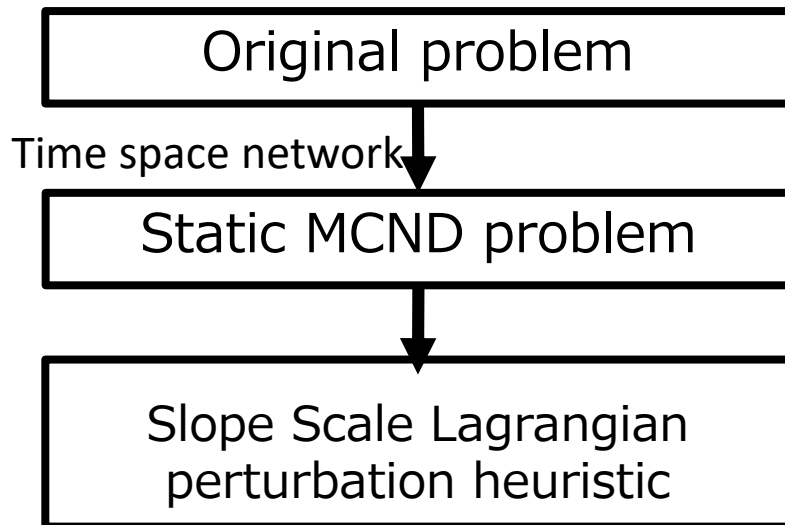 Original problem
Time space network
Static MCND problem
Slope Scale Lagrangian
perturbation heuristic